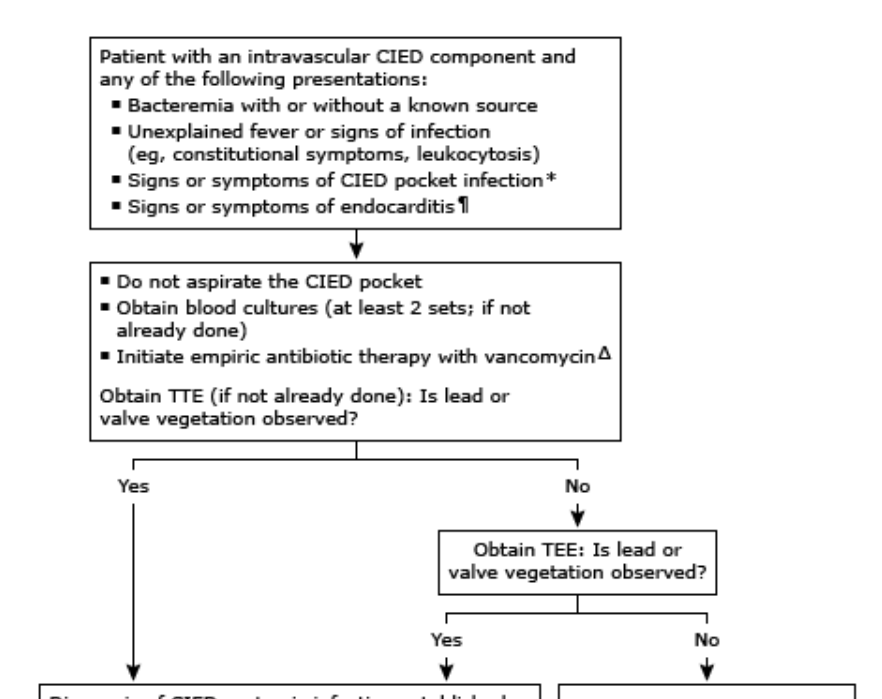 Patient with an intravascular CIED component and
any of the following presentations:
▪ Bacteremia with or without a known source
▪ Unexplained fever or signs of infection
(eg, constitutional symptoms, leukocytosis)
▪ Signs or symptoms of CIED pocket infection*
▪ Signs or symptoms of endocarditis¶
▪ Do not aspirate the CIED pocket
▪ Obtain blood cultures (at least 2 sets; if not
already done)
▪ Initiate empiric antibiotic therapy with vancomycinΔ
Obtain TTE (if not already done): Is lead or
valve vegetation observed?
Yes
No
Obtain TEE: Is lead or
valve vegetation observed?
Yes
No